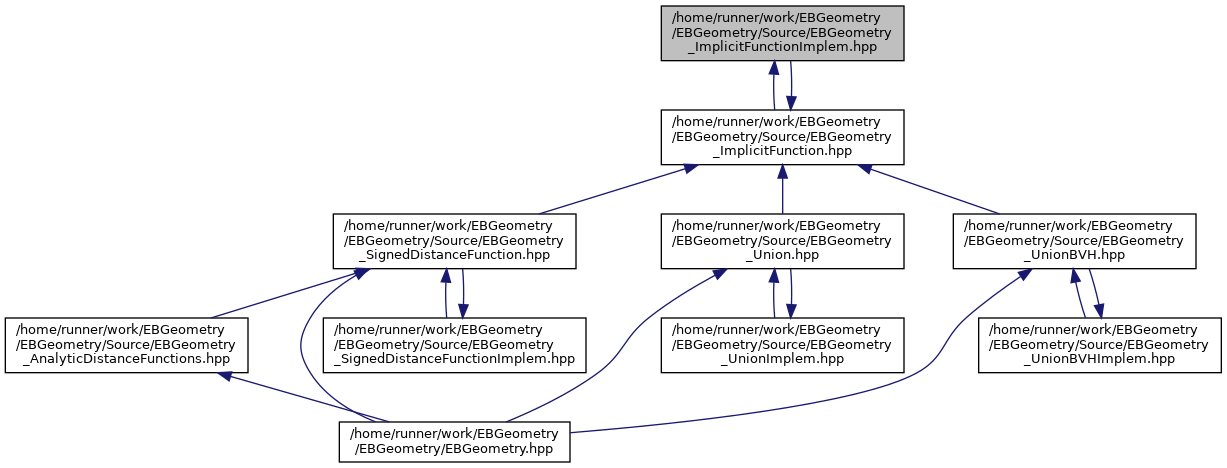 /home/runner/work/EBGeometry
/EBGeometry/Source/EBGeometry
_ImplicitFunctionImplem.hpp
/home/runner/work/EBGeometry
/EBGeometry/Source/EBGeometry
_ImplicitFunction.hpp
/home/runner/work/EBGeometry
/EBGeometry/Source/EBGeometry
_SignedDistanceFunction.hpp
/home/runner/work/EBGeometry
/EBGeometry/Source/EBGeometry
_Union.hpp
/home/runner/work/EBGeometry
/EBGeometry/Source/EBGeometry
_UnionBVH.hpp
/home/runner/work/EBGeometry
/EBGeometry/Source/EBGeometry
_AnalyticDistanceFunctions.hpp
/home/runner/work/EBGeometry
/EBGeometry/Source/EBGeometry
_SignedDistanceFunctionImplem.hpp
/home/runner/work/EBGeometry
/EBGeometry/Source/EBGeometry
_UnionImplem.hpp
/home/runner/work/EBGeometry
/EBGeometry/Source/EBGeometry
_UnionBVHImplem.hpp
/home/runner/work/EBGeometry
/EBGeometry/EBGeometry.hpp